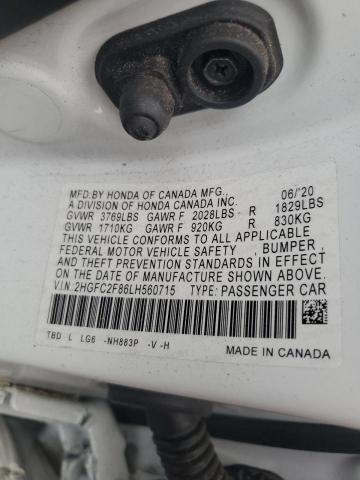 MFD.BY HONDA OF CANADA MFG., 06/20
A DIVISION OF HONDA CANADA INC.
GVWR 3769LBS GAWR F 2028LBS R 1829LBS
GVWR 1710KG GAWR F 920KG R 830KG
THIS VEHICLE CONFORMS TO ALL APPLICABLE
FEDERAL MOTOR VEHICLE SAFETY, BUMPER,
AND THEFT PREVENTION STANDARDS IN EFFECT
ON THE DATE OF MANUFACTURE SHOWN ABOVE.
V.I.N:2HGFC2F86LH560715 TYPE: PASSENGER CAR
TBD L LG6 -NH883P -V-H
MADE IN CANADA